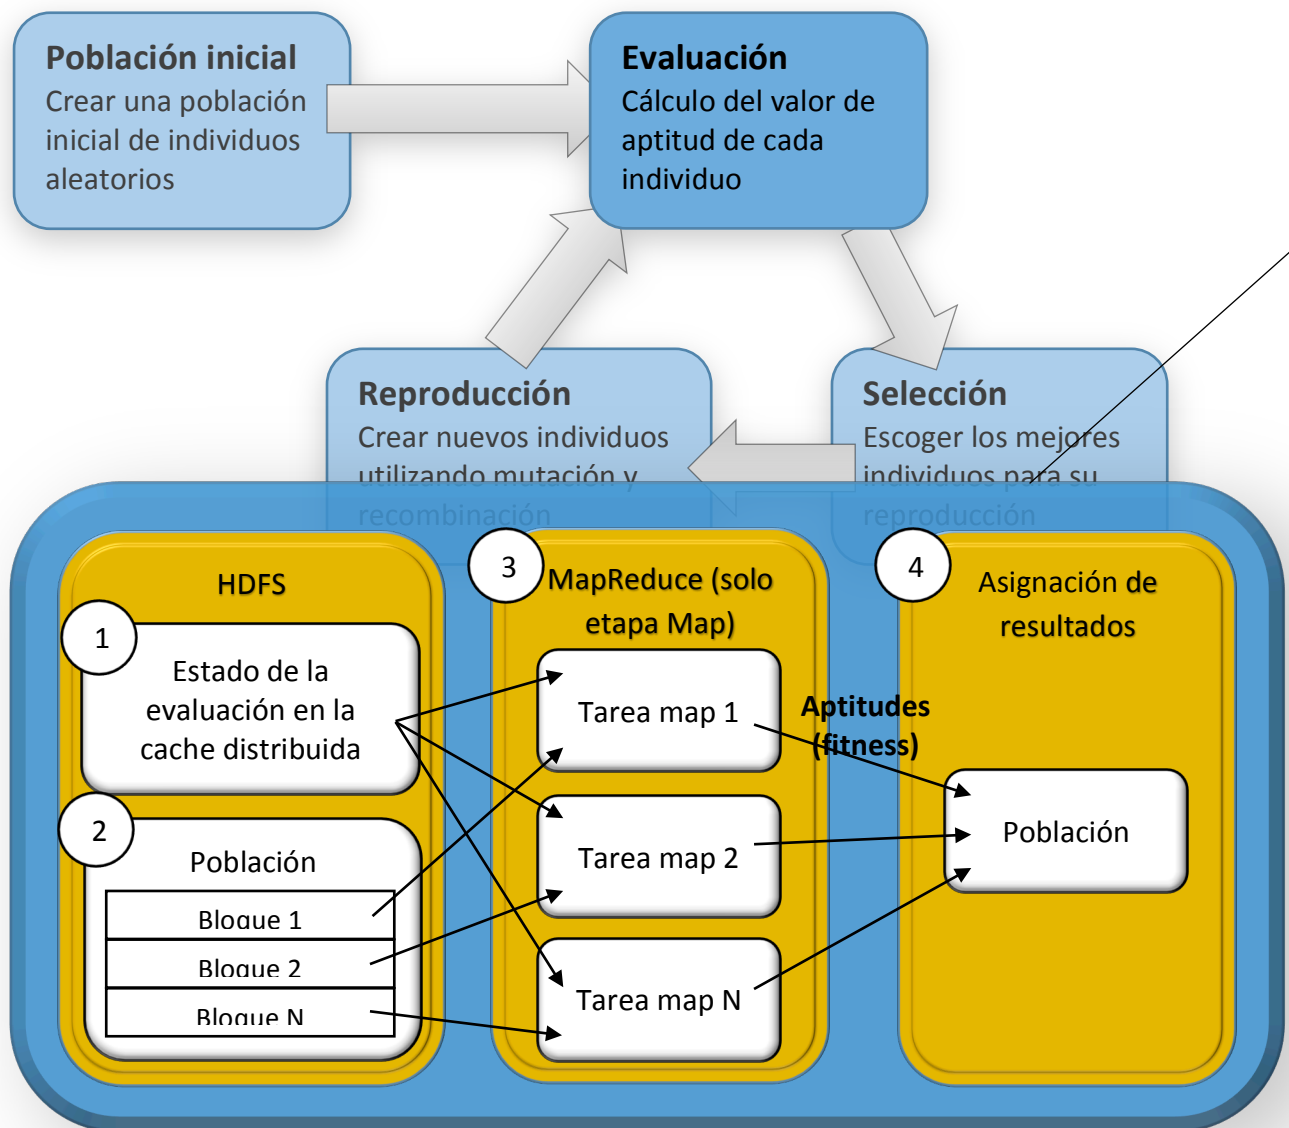 Población inicial
Crear una población
inicial de individuos
aleatorios
Evaluación
Cálculo del valor de
aptitud de cada
individuo
Reproducción
Crear nuevos individuos
utilizando mutación y
recombinación
Selección
Escoger los mejores
individuos para su
reproducción
HDFS
1
Estado de la
evaluación en la
cache distribuida
2
Población
Bloque 1
Bloque 2
Bloque N
3
MapReduce (solo
etapa Map)
Tarea map 1
Tarea map 2
Tarea map N
Aptitudes
(fitness)
4
Asignación de
resultados
Población